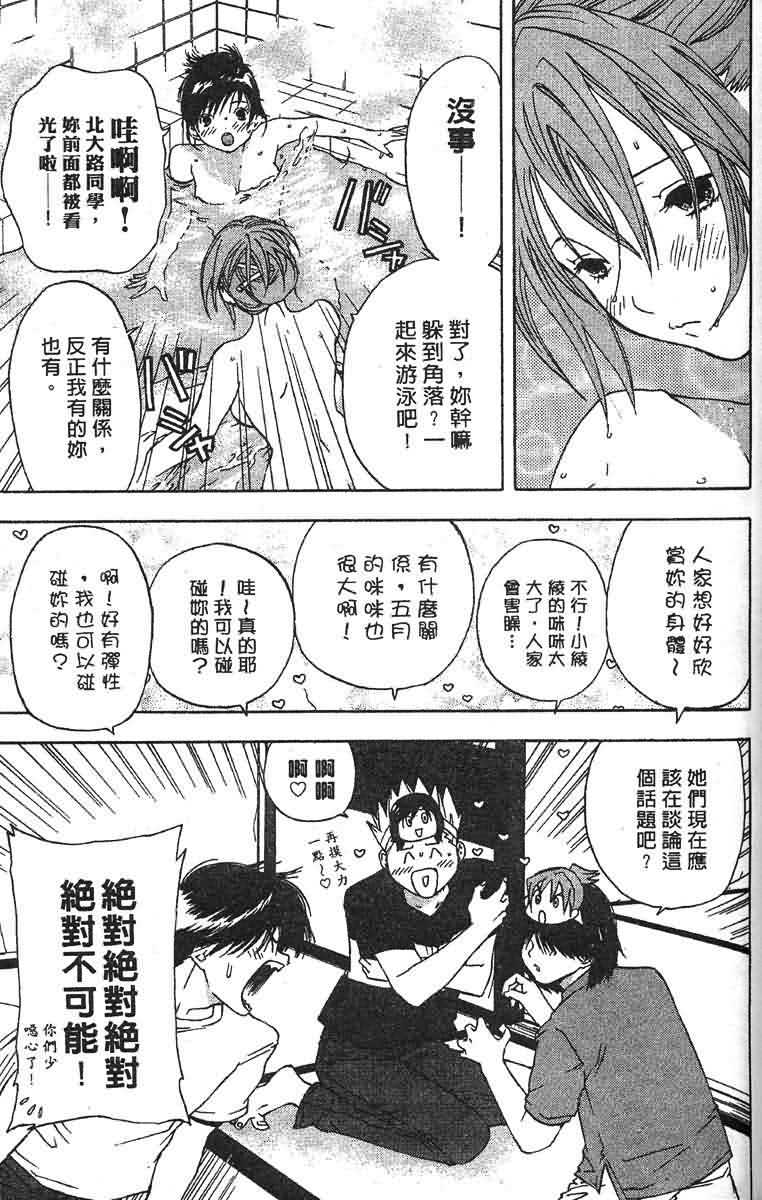 沒事——！
對了，妳幹嘛
躲到角落？一
起來游泳吧！
バシャ
バシャ
哇啊啊！
北大路同學，
妳前面都被看
光了啦——！
有什麼關係，
反正我有的妳
也有。
人家想好好欣
賞妳的身體～
不行！小綾
綾的咪咪太
大了，人家
會害臊…
有什麼關
係，五月
的咪咪也
很大啊！
哇～真的耶
！我可以碰
碰妳的嗎？
啊！好有彈性
，我也可以碰
碰妳的嗎？
她們現在應
該在談論這
個話題吧？
啊啊
啊♡
再摸大力
一點～♡
絕對絕對絕對
絕對不可能！
你們少
噁心了！